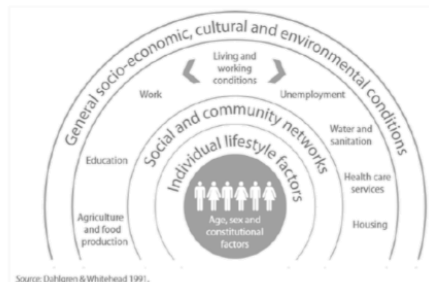 General socio-economic, cultural and environmental conditions
Living and
working
conditions
Work
Unemployment
Social and community networks
Water and
sanitation
Individual lifestyle factors
Education
Health care
services
Age, sex and
constitutional
factors
Agriculture
and food
production
Housing
Source: Dahlgren & Whitehead 1991..